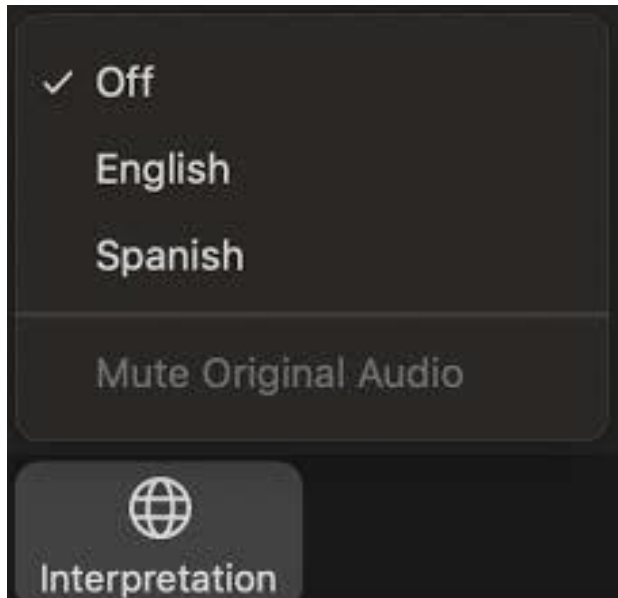 Off
English
Spanish
Mute Original Audio
Interpretation